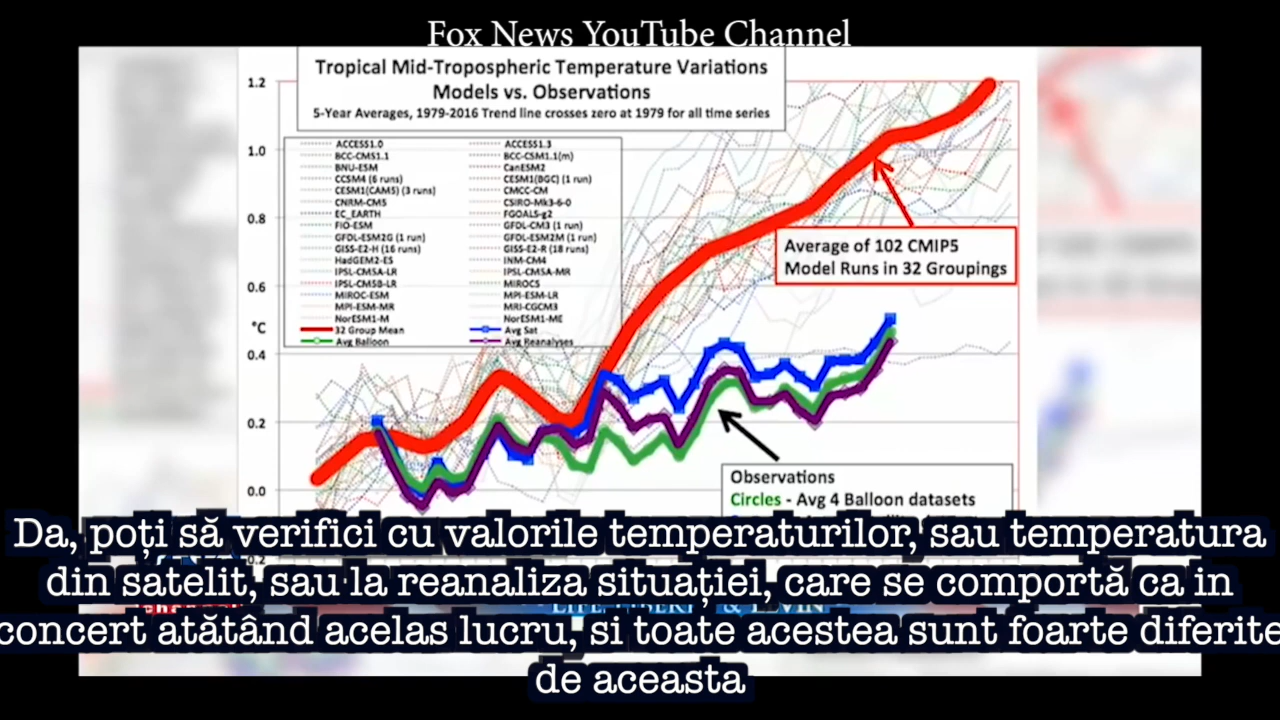 Fox News YouTube Channel
Tropical Mid-Tropospheric Temperature Variations
Models vs. Observations
5-Year Averages, 1979-2016 Trend line crosses zero at 1979 for all time series
1.2
1.0
0.8
0.6
°C
0.4
0.2
0.0
0.2
ACCESS1.0 ACCESS1.3
BCC-CMS1.1 BCC-CSM1.1(m)
BNU-ESM CanESM2
CCSM4 (6 runs) CESM1(BGC) (1 run)
CESM1(CAM5) (3 runs) CMCC-CM
CNRM-CM5 CSIRO-Mk3-6-0
EC_EARTH FGOALS-g2
FIO-ESM GFDL-CM3 (1 run)
GFDL-ESM2G (1 run) GFDL-ESM2M (1 run)
GISS-E2-H (16 runs) GISS-E2-R (18 runs)
HadGEM2-ES INM-CM4
IPSL-CM5A-LR IPSL-CM5A-MR
IPSL-CM5B-LR MIROC5
MIROC-ESM MPI-ESM-LR
MPI-ESM-MR MRI-CGCM3
NorESM1-M NorESM1-ME
32 Group Mean Avg Sat
Avg Balloon Avg Reanalyses
Average of 102 CMIP5
Model Runs in 32 Groupings
Observations
Circles - Avg 4 Balloon datasets
Da, poți să verifici cu valorile temperaturilor, sau temperatura
din satelit, sau la reanaliza situației, care se comportă ca in
concert atătând acelas lucru, si toate acestea sunt foarte diferite
de aceasta